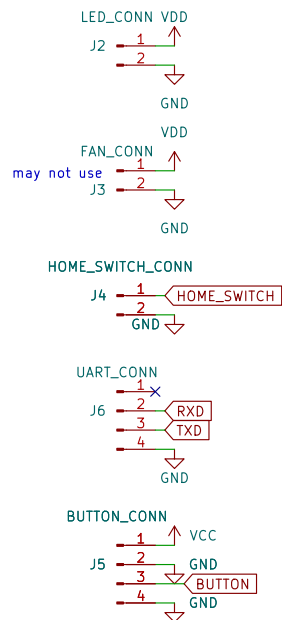 LED_CONN VDD
J2 1
2
GND
VDD
FAN_CONN
1
may not use
J3 2
GND
HOME_SWITCH_CONN
J4 1 HOME_SWITCH
2
GND
UART_CONN
1
J6 2 RXD
3 TXD
4
GND
BUTTON_CONN
1 VCC
J5 2 GND
3 BUTTON
4 GND